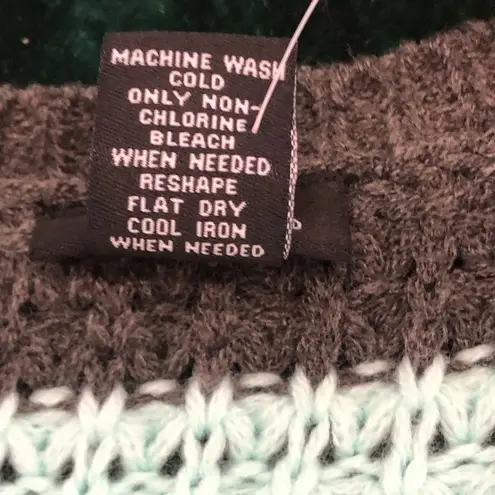 MACHINE WASH
COLD
ONLY NON-
CHLORINE
BLEACH
WHEN NEEDED
RESHAPE
FLAT DRY
COOL IRON
WHEN NEEDED